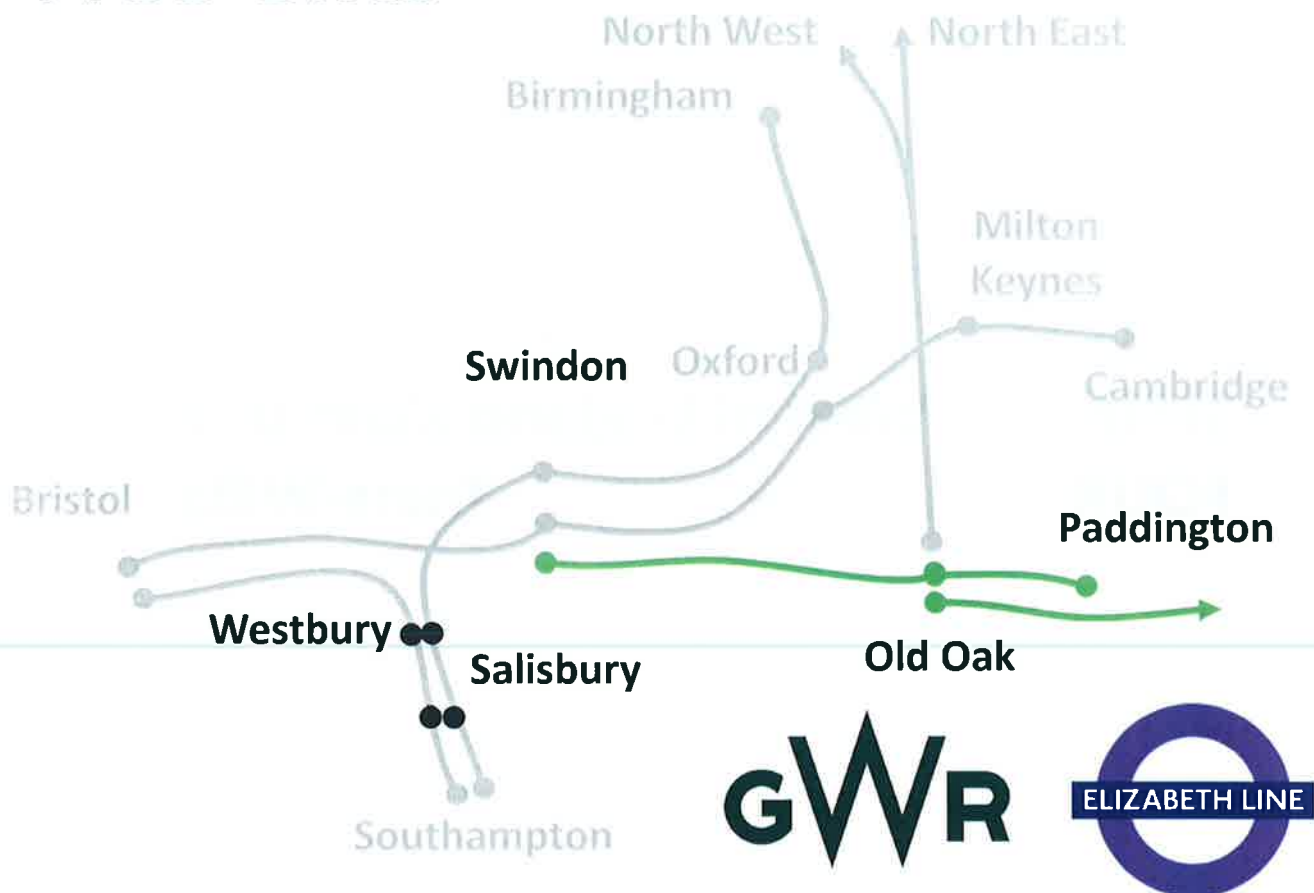 North West
North East
Birmingham
Milton
Keynes
Swindon
Oxford
Cambridge
Bristol
Paddington
Westbury
Salisbury
Old Oak
GWR
ELIZABETH LINE
Southampton